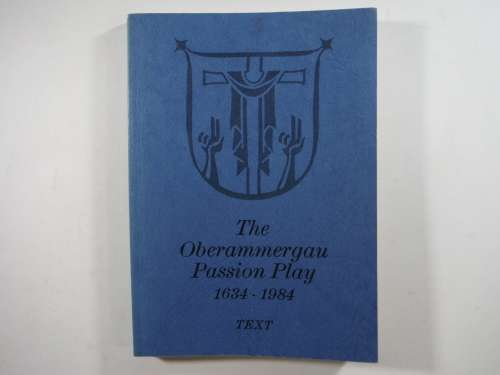 The
Oberammergau
Passion Play
1634 - 1984
TEXT